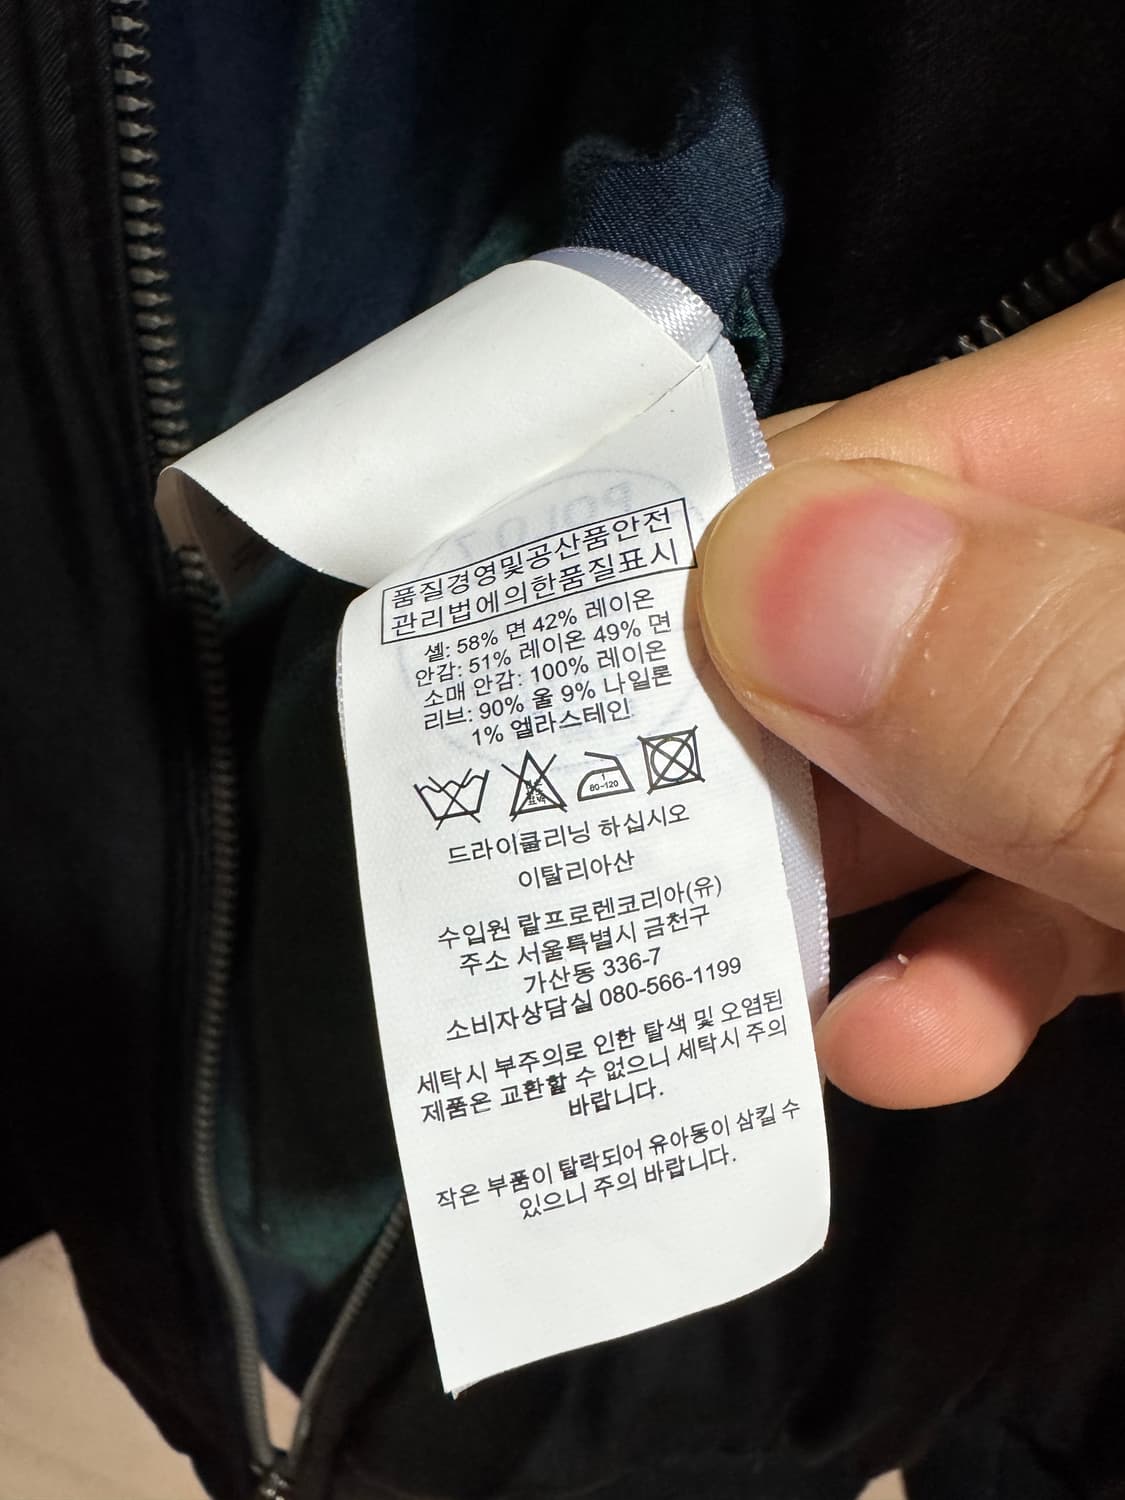 품질경영및공산품안전
관리법에의한품질표시
셸: 58% 면 42% 레이온
안감: 51% 레이온 49% 면
소매 안감: 100% 레이온
리브: 90% 울 9% 나일론
1% 엘라스테인
1
80~120
드라이클리닝 하십시오
이탈리아산
수입원 랄프로렌코리아(유)
주소 서울특별시 금천구
가산동 336-7
소비자상담실 080-566-1199
세탁시 부주의로 인한 탈색 및 오염된
제품은 교환할 수 없으니 세탁시 주의
바랍니다.
작은 부품이 탈락되어 유아동이 삼킬 수
있으니 주의 바랍니다.